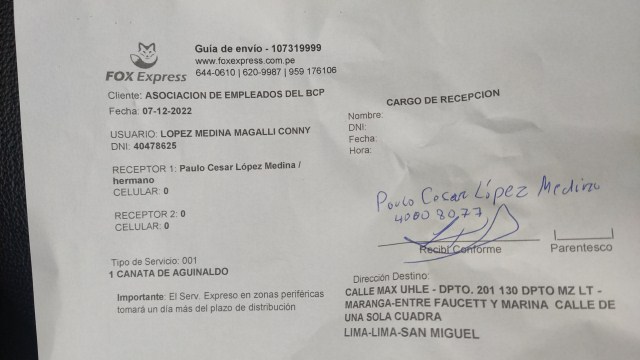 Guía de envío - 107319999
www.foxexpress.com.pe
644-0610 | 620-9987 | 959 176106
FOX Express
Cliente: ASOCIACION DE EMPLEADOS DEL BCP
Fecha: 07-12-2022
USUARIO: LOPEZ MEDINA MAGALLI CONNY
DNI: 40478625
RECEPTOR 1: Paulo Cesar López Medina /
hermano
CELULAR: 0
RECEPTOR 2: 0
CELULAR: 0
Tipo de Servicio: 001
1 CANATA DE AGUINALDO
Importante: El Serv. Expreso en zonas periféricas
tomará un día más del plazo de distribución
CARGO DE RECEPCION
Nombre:
DNI:
Fecha:
Hora:
Paulo Cesar López Medina
40808077
Recibí Conforme
Parentesco
Dirección Destino:
CALLE MAX UHLE - DPTO. 201 130 DPTO MZ LT -
MARANGA-ENTRE FAUCETT Y MARINA CALLE DE
UNA SOLA CUADRA
LIMA-LIMA-SAN MIGUEL